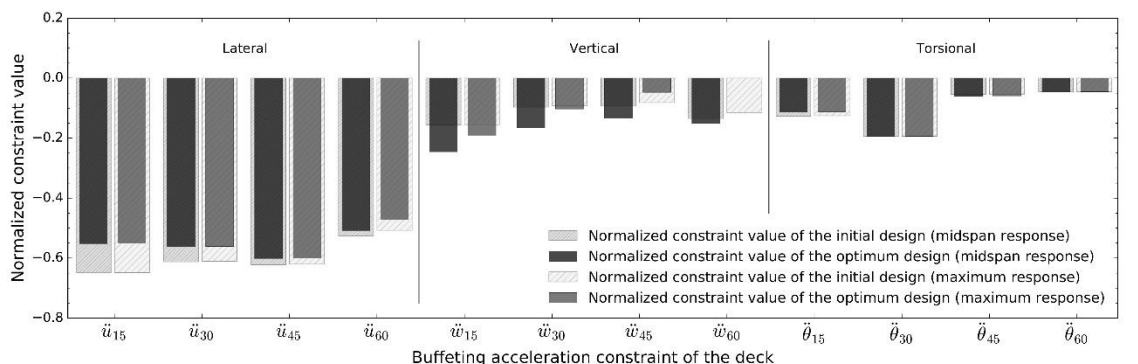 0.2
0.0
−0.2
−0.4
−0.6
−0.8
Normalized constraint value
Lateral
Vertical
Torsional
Normalized constraint value of the initial design (midspan response)
Normalized constraint value of the optimum design (midspan response)
Normalized constraint value of the initial design (maximum response)
Normalized constraint value of the optimum design (maximum response)
ü₁₅ ü₃₀ ü₄₅ ü₆₀ ẅ₁₅ ẅ₃₀ ẅ₄₅ ẅ₆₀ θ̈₁₅ θ̈₃₀ θ̈₄₅ θ̈₆₀
Buffeting acceleration constraint of the deck